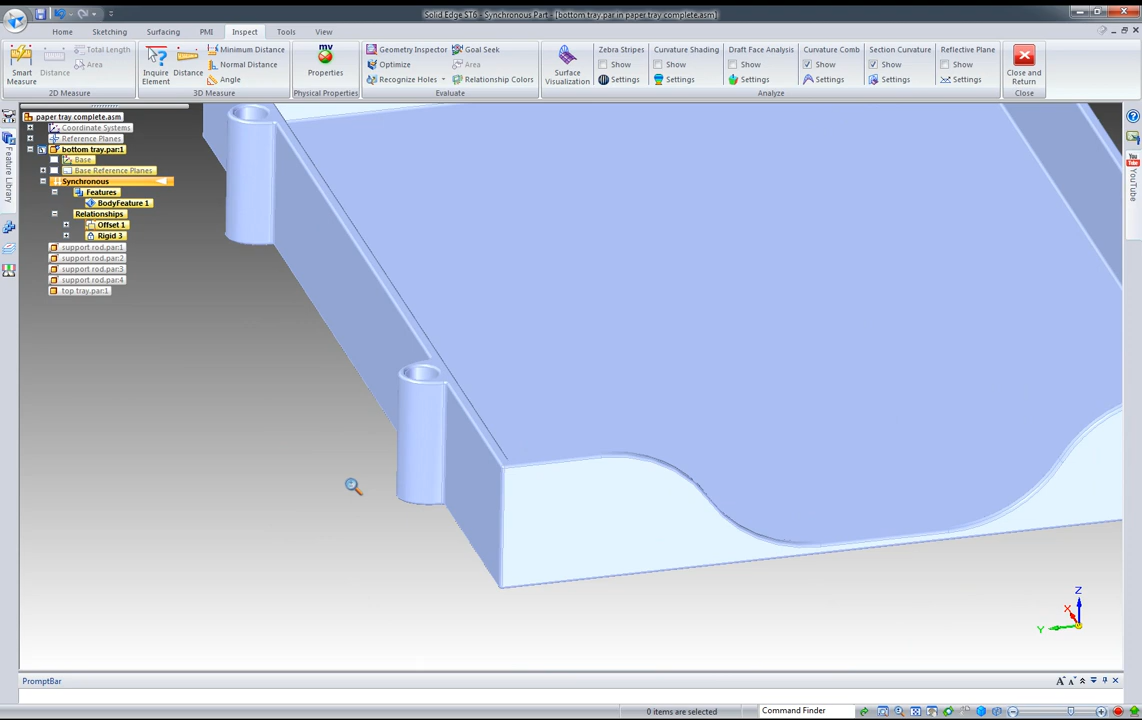 Solid Edge ST6 - Synchronous Part - [bottom tray.par in paper tray complete.asm]
Home Sketching Surfacing PMI Inspect Tools View
Smart Measure
Distance
Total Length
Area
2D Measure
Inquire Element
Distance
Minimum Distance
Normal Distance
Angle
3D Measure
Properties
Physical Properties
Geometry Inspector
Optimize
Recognize Holes
Goal Seek
Area
Relationship Colors
Evaluate
Surface Visualization
Zebra Stripes
Show
Settings
Curvature Shading
Show
Settings
Draft Face Analysis
Show
Settings
Curvature Comb
Show
Settings
Section Curvature
Show
Settings
Reflective Plane
Show
Settings
Analyze
Close and Return
Close
Feature Library
YouTube
paper tray complete.asm
Coordinate Systems
Reference Planes
bottom tray.par:1
Base
Base Reference Planes
Synchronous
Features
BodyFeature 1
Relationships
Offset 1
Rigid 3
support rod.par:1
support rod.par:2
support rod.par:3
support rod.par:4
top tray.par:1
Z
X
Y
PromptBar
0 items are selected
Command Finder